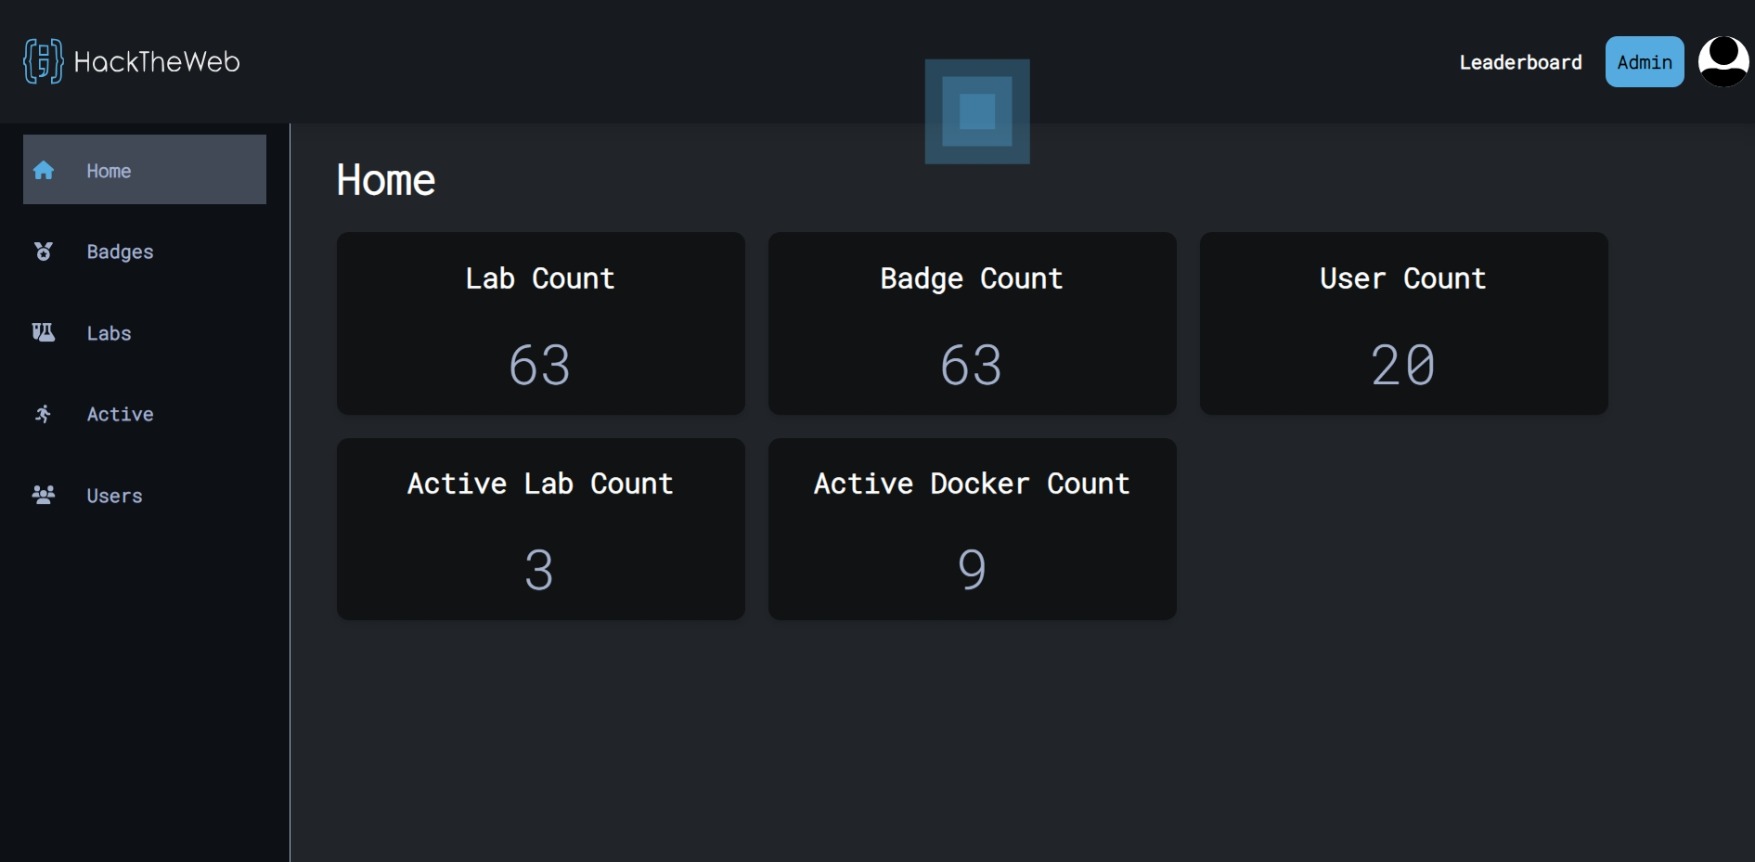 HackTheWeb
Leaderboard
Admin
Home
Badges
Labs
Active
Users
Home
Lab Count
63
Badge Count
63
User Count
20
Active Lab Count
3
Active Docker Count
9